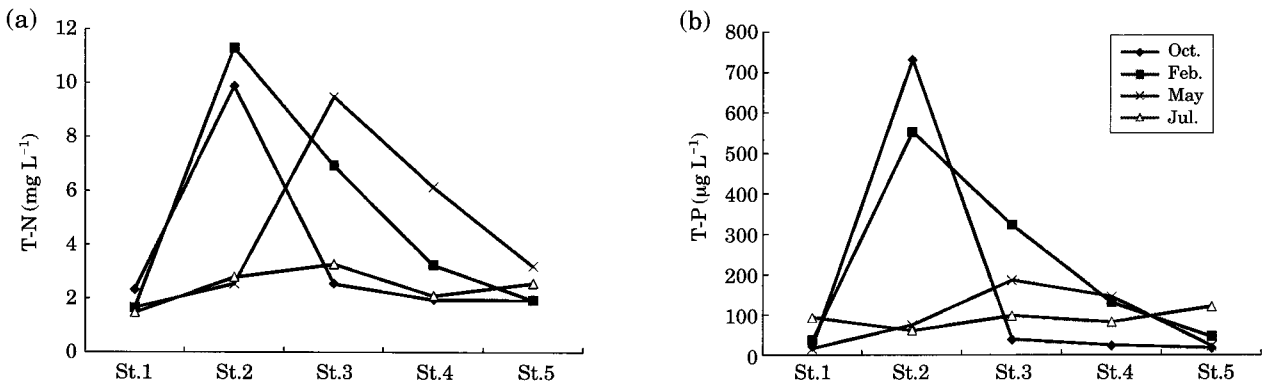 (a)
T-N (mg L⁻¹)
12
10
8
6
4
2
0
St.1 St.2 St.3 St.4 St.5
(b)
T-P (µg L⁻¹)
800
700
600
500
400
300
200
100
0
St.1 St.2 St.3 St.4 St.5
Oct.
Feb.
May
Jul.